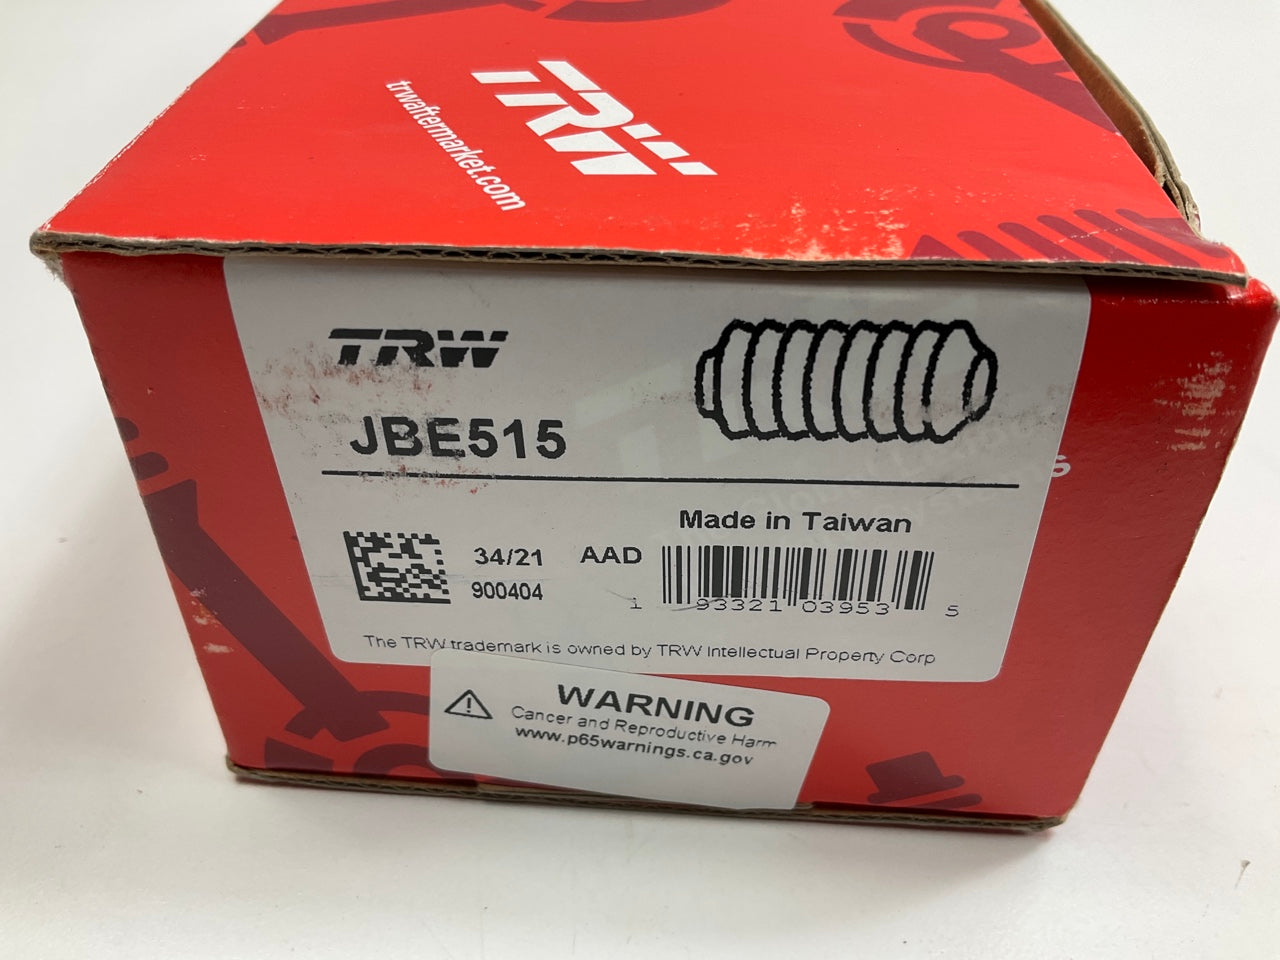 TRW
trwaftermarket.com
TRW
JBE515
Made in Taiwan
34/21 AAD
900404
1 93321 03953 5
The TRW trademark is owned by TRW Intellectual Property Corp
WARNING
Cancer and Reproductive Harm
www.p65warnings.ca.gov